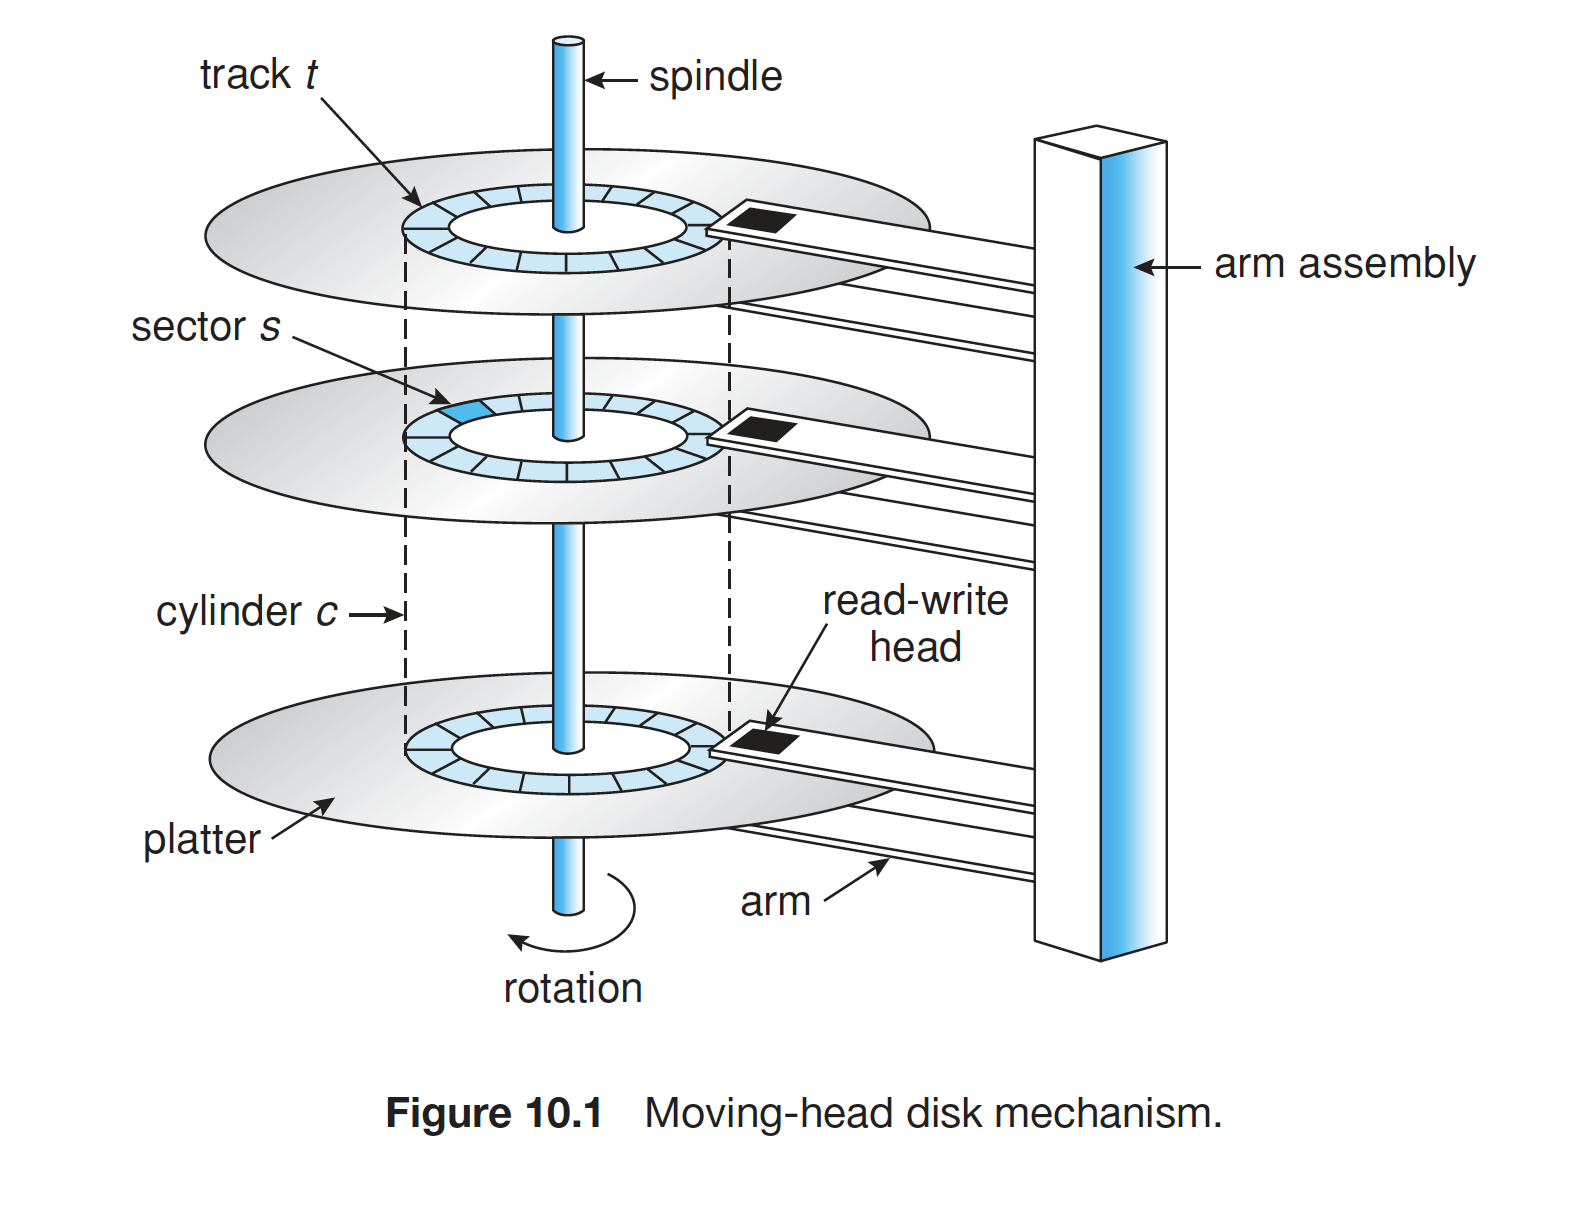 track t
spindle
arm assembly
sector s
cylinder c
read-write
head
platter
arm
rotation
Figure 10.1 Moving-head disk mechanism.